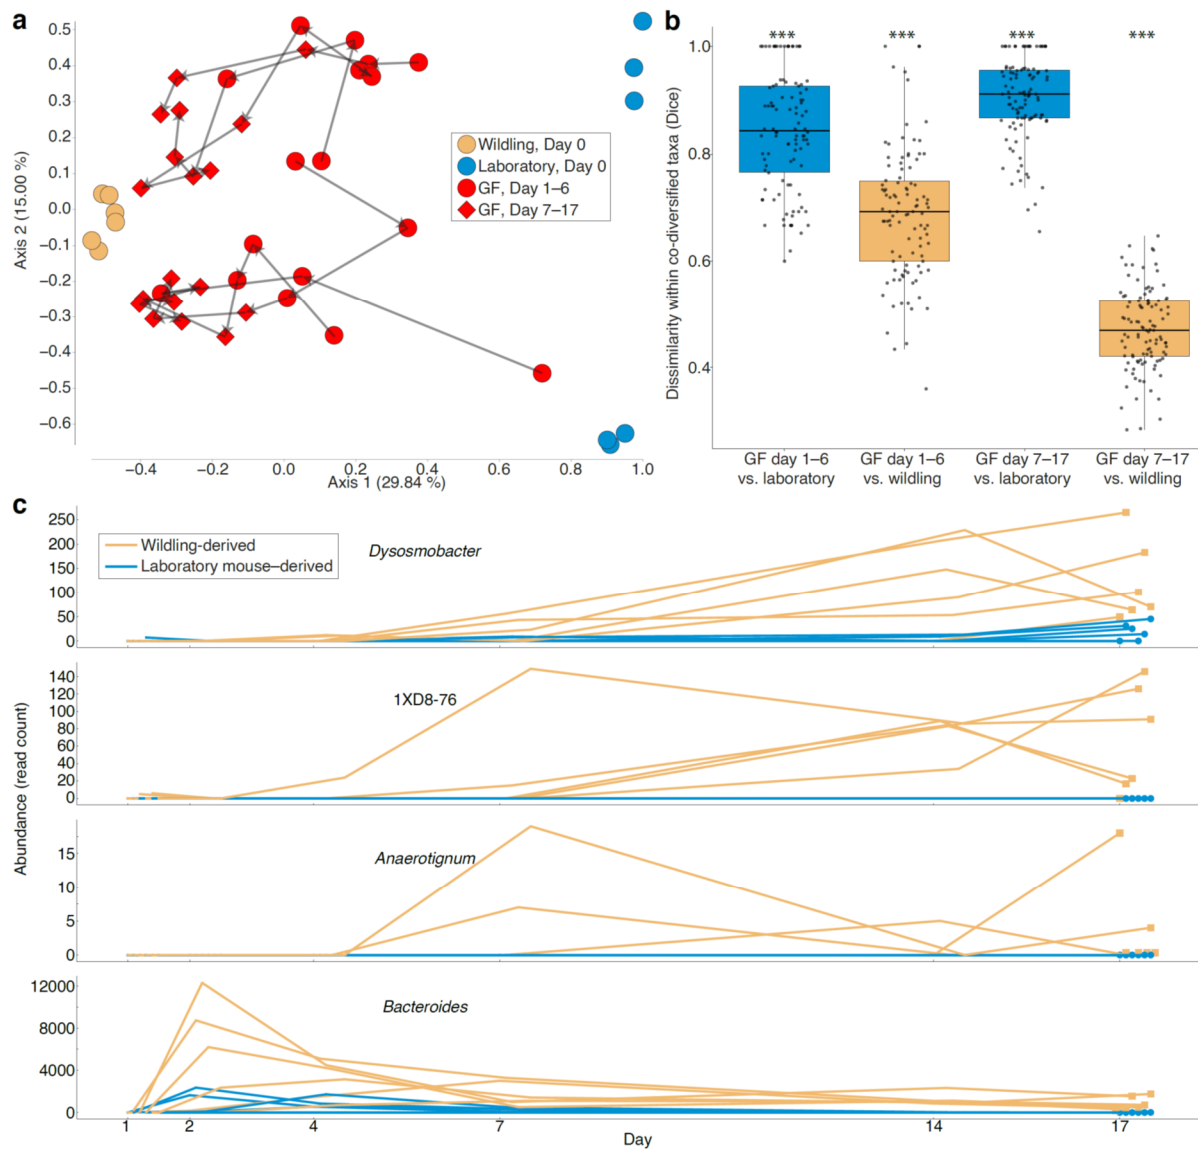 a
0.5
0.4
0.3
0.2
0.1
0.0
−0.1
−0.2
−0.3
−0.4
−0.5
−0.6
Axis 2 (15.00 %)
−0.4
−0.2
0.0
0.2
0.4
0.6
0.8
1.0
Axis 1 (29.84 %)
Wildling, Day 0
Laboratory, Day 0
GF, Day 1–6
GF, Day 7–17
b
***
***
***
***
1.0
0.8
0.6
0.4
Dissimilarity within co-diversified taxa (Dice)
GF day 1–6
vs. laboratory
GF day 1–6
vs. wildling
GF day 7–17
vs. laboratory
GF day 7–17
vs. wildling
c
Abundance (read count)
250
200
150
100
50
0
Wildling-derived
Laboratory mouse–derived
Dysosmobacter
140
120
100
80
60
40
20
0
1XD8-76
15
10
5
0
Anaerotignum
12000
8000
4000
0
Bacteroides
1
2
4
7
14
17
Day